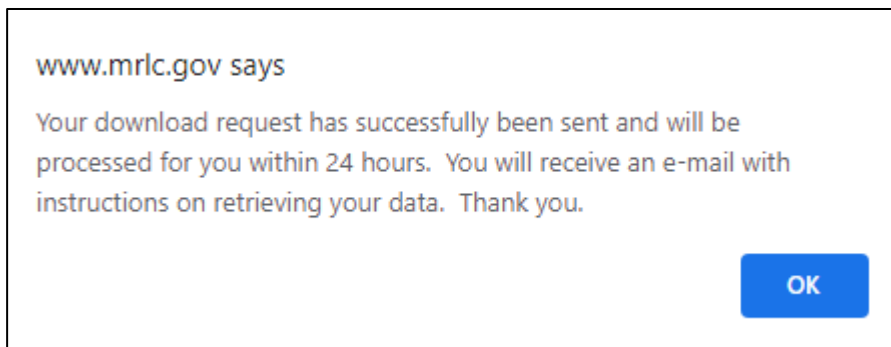 www.mrlc.gov says
Your download request has successfully been sent and will be
processed for you within 24 hours.  You will receive an e-mail with
instructions on retrieving your data.  Thank you.
OK